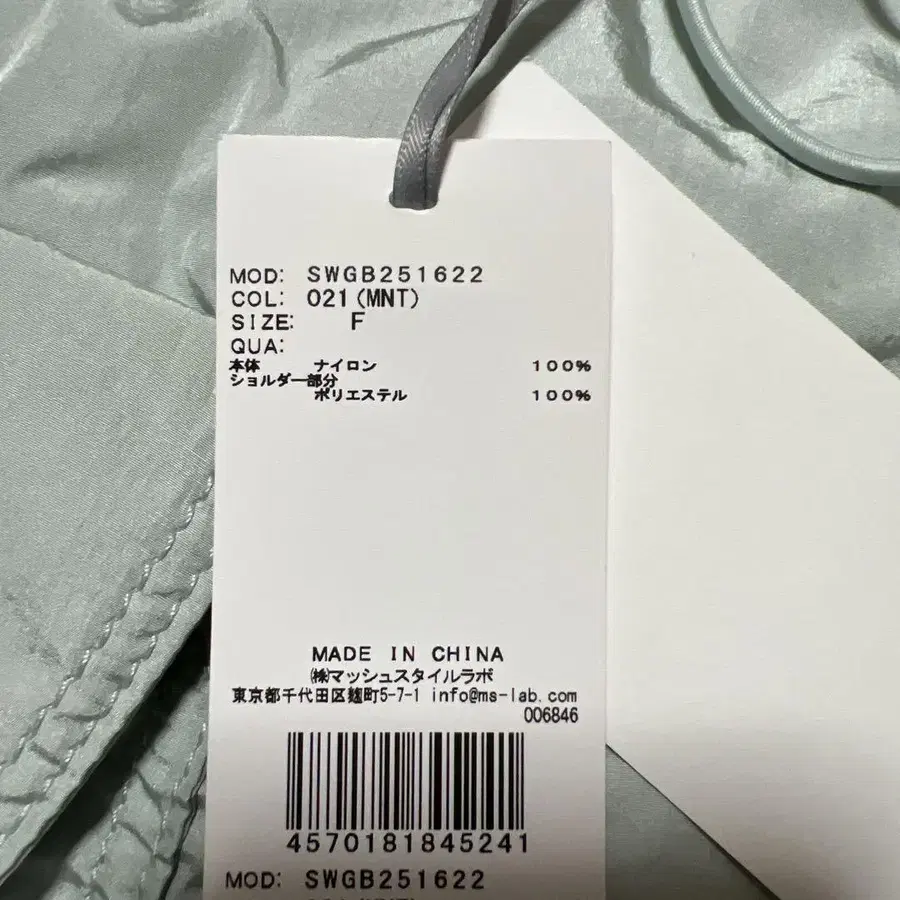 MOD: SWGB251622
COL: 021(MNT)
SIZE: F
QUA:
本体 ナイロン 100%
ショルダー部分
ポリエステル 100%
MADE IN CHINA
㈱マッシュスタイルラボ
東京都千代田区麹町5-7-1 info@ms-lab.com
006846
4570181845241
MOD: SWGB251622